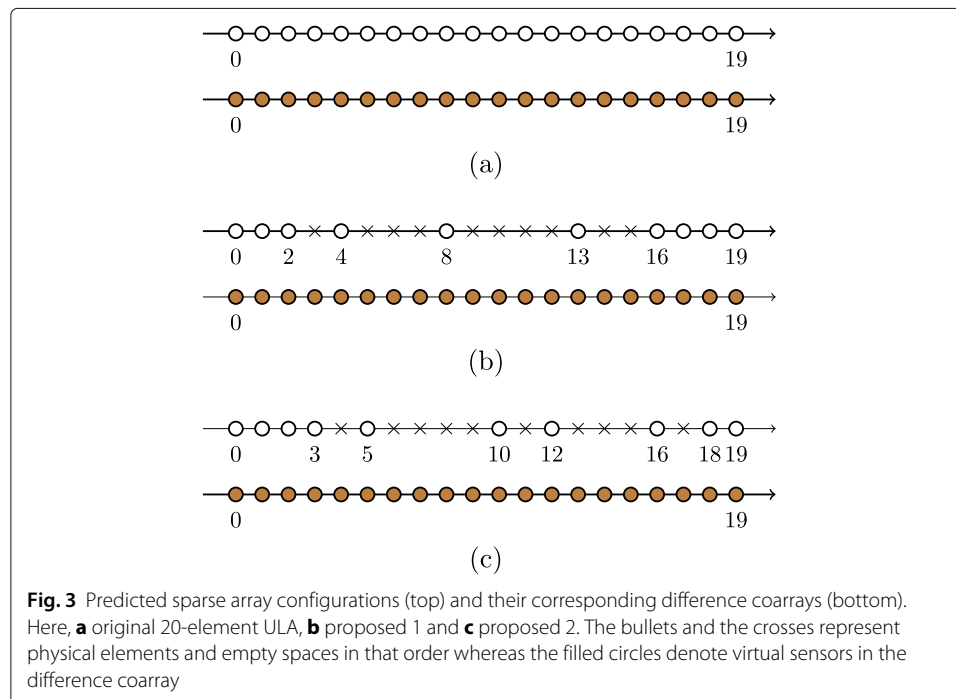 0 19
0 19
(a)
0 2 4 8 13 16 19
0 19
(b)
0 3 5 10 12 16 18 19
0 19
(c)
Fig. 3 Predicted sparse array configurations (top) and their corresponding difference coarrays (bottom).
Here, a original 20-element ULA, b proposed 1 and c proposed 2. The bullets and the crosses represent
physical elements and empty spaces in that order whereas the filled circles denote virtual sensors in the
difference coarray